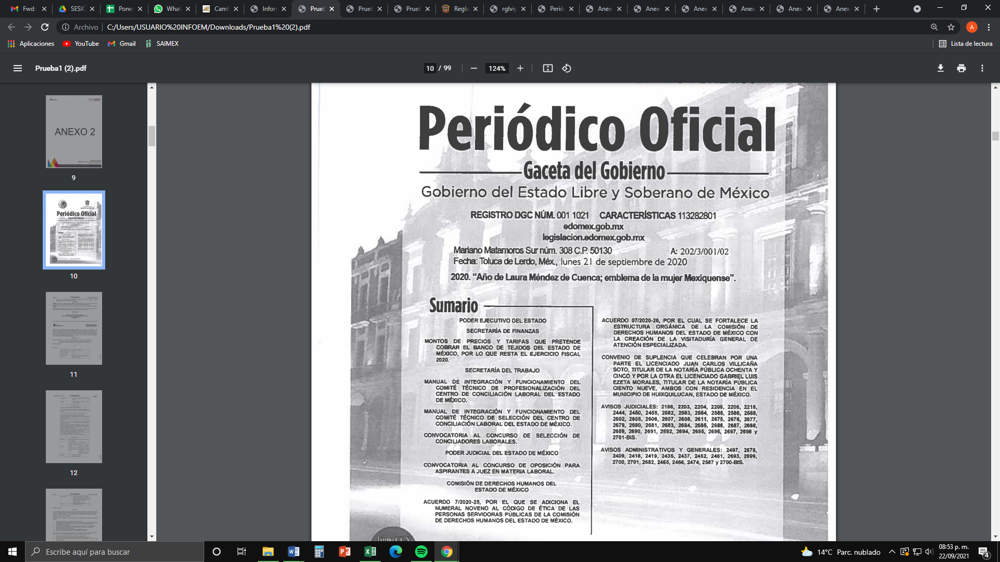 Fwd:
SESIÓ
Pone
What
Camb
Inforr
Prueb
Prueb
Prueb
Regla
rglvig
Perió
Anex
Anex
Anex
Anex
Anex
Anex
Archivo
C:/Users/USUARIO%20INFOEM/Downloads/Prueba1%20(2).pdf
A
Aplicaciones
YouTube
Gmail
SAIMEX
Lista de lectura
Prueba1 (2).pdf
10 / 99
124%
ANEXO 2
9
Periódico Oficial
10
11
12
Periódico Oficial
Gaceta del Gobierno
Gobierno del Estado Libre y Soberano de México
REGISTRO DGC NÚM. 001 1021 CARACTERÍSTICAS 113282801
edomex.gob.mx
legislacion.edomex.gob.mx
Mariano Matamoros Sur núm. 308 C.P. 50130 A: 202/3/001/02
Fecha: Toluca de Lerdo, Méx., lunes 21 de septiembre de 2020
2020. “Año de Laura Méndez de Cuenca; emblema de la mujer Mexiquense”.
Sumario
PODER EJECUTIVO DEL ESTADO
SECRETARÍA DE FINANZAS
MONTOS DE PRECIOS Y TARIFAS QUE PRETENDE
COBRAR EL BANCO DE TEJIDOS DEL ESTADO DE
MÉXICO, POR LO QUE RESTA EL EJERCICIO FISCAL
2020.
SECRETARÍA DEL TRABAJO
MANUAL DE INTEGRACIÓN Y FUNCIONAMIENTO DEL
COMITÉ TÉCNICO DE PROFESIONALIZACIÓN DEL
CENTRO DE CONCILIACIÓN LABORAL DEL ESTADO
DE MÉXICO.
MANUAL DE INTEGRACIÓN Y FUNCIONAMIENTO DEL
COMITÉ TÉCNICO DE SELECCIÓN DEL CENTRO DE
CONCILIACIÓN LABORAL DEL ESTADO DE MÉXICO.
CONVOCATORIA AL CONCURSO DE SELECCIÓN DE
CONCILIADORES LABORALES.
PODER JUDICIAL DEL ESTADO DE MÉXICO
CONVOCATORIA AL CONCURSO DE OPOSICIÓN PARA
ASPIRANTES A JUEZ EN MATERIA LABORAL.
COMISIÓN DE DERECHOS HUMANOS DEL
ESTADO DE MÉXICO
ACUERDO 7/2020-25, POR EL QUE SE ADICIONA EL
NUMERAL NOVENO AL CÓDIGO DE ÉTICA DE LAS
PERSONAS SERVIDORAS PÚBLICAS DE LA COMISIÓN
DE DERECHOS HUMANOS DEL ESTADO DE MÉXICO.
ACUERDO 07/2020-26, POR EL CUAL SE FORTALECE LA
ESTRUCTURA ORGÁNICA DE LA COMISIÓN DE
DERECHOS HUMANOS DEL ESTADO DE MÉXICO CON
LA CREACIÓN DE LA VISITADURÍA GENERAL DE
ATENCIÓN ESPECIALIZADA.
CONVENIO DE SUPLENCIA QUE CELEBRAN POR UNA
PARTE EL LICENCIADO JUAN CARLOS VILLICAÑA
SOTO, TITULAR DE LA NOTARÍA PÚBLICA OCHENTA Y
CINCO Y POR LA OTRA EL LICENCIADO GABRIEL LUIS
EZETA MORALES, TITULAR DE LA NOTARÍA PÚBLICA
CIENTO NUEVE, AMBOS CON RESIDENCIA EN EL
MUNICIPIO DE HUIXQUILUCAN, ESTADO DE MÉXICO.
AVISOS JUDICIALES: 2196, 2203, 2204, 2205, 2206, 2218,
2444, 2450, 2455, 2582, 2583, 2584, 2585, 2586, 2588,
2602, 2605, 2606, 2607, 2608, 2611, 2675, 2676, 2677,
2679, 2680, 2681, 2683, 2684, 2685, 2686, 2687, 2688,
2689, 2690, 2691, 2692, 2694, 2695, 2696, 2697, 2698 y
2701-BIS.
AVISOS ADMINISTRATIVOS Y GENERALES: 2497, 2678,
2409, 2418, 2419, 2435, 2437, 2452, 2461, 2693, 2699,
2700, 2701, 2682, 2465, 2466, 2474, 2587 y 2700-BIS.
Tomo CCX
Escribe aquí para buscar
14°C Parc. nublado
08:53 p. m.
22/09/2021
4